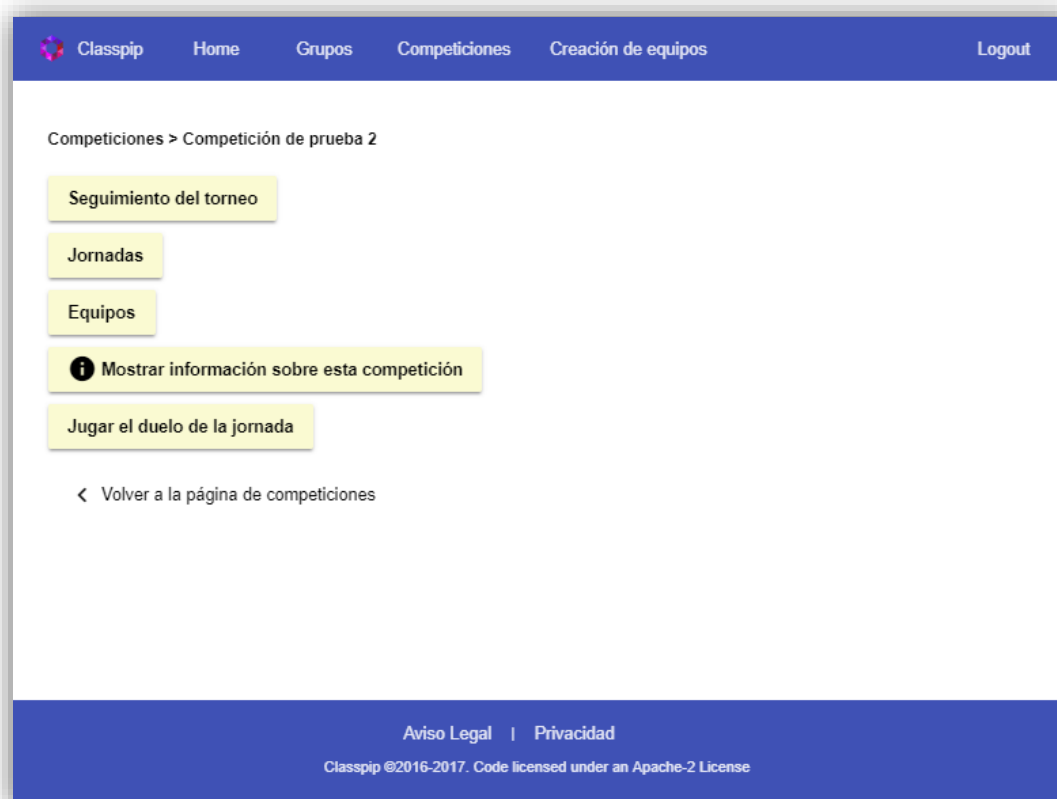 Classpip Home Grupos Competiciones Creación de equipos Logout
Competiciones > Competición de prueba 2
Seguimiento del torneo
Jornadas
Equipos
Mostrar información sobre esta competición
Jugar el duelo de la jornada
Volver a la página de competiciones
Aviso Legal | Privacidad
Classpip ©2016-2017. Code licensed under an Apache-2 License